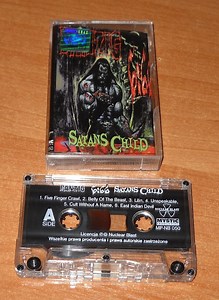 SATANS CHILD
SATANS CHILD
1. Five Finger Crawl, 2. Belly Of The Beast, 3. Lilin, 4. Unspeakable,
5. Cult Without A Name, 6. East Indian Devil
A
SIDE
Licencja ℗© Nuclear Blast
Wszelkie prawa producenta i prawa autorskie zastrzeżone
MYSTIC
MP-NB 050